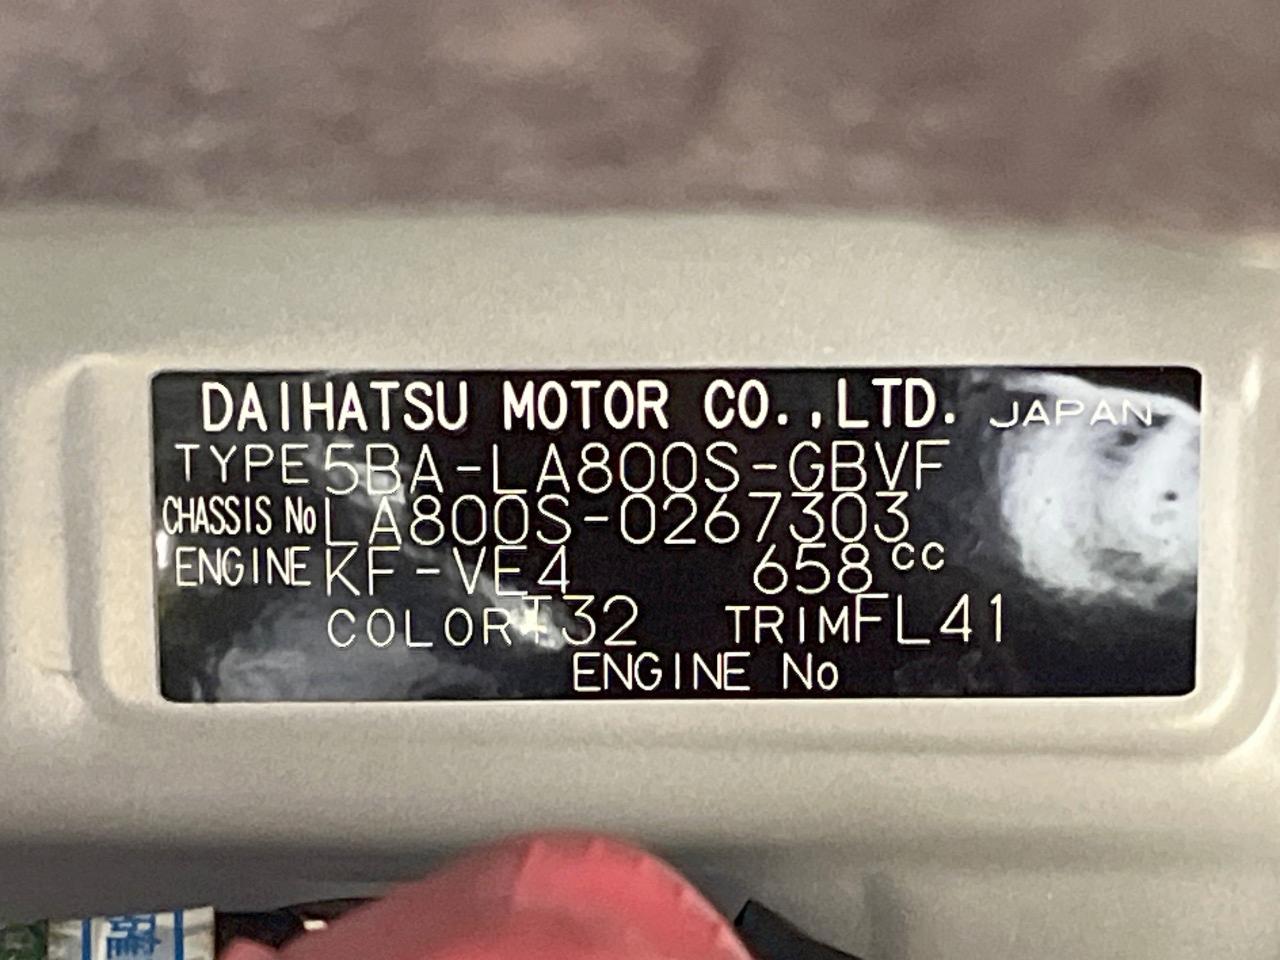 DAIHATSU MOTOR CO.,LTD. JAPAN
TYPE 5BA-LA800S-GBVF
CHASSIS No LA800S-0267303
ENGINE KF-VE4 658cc
COLOR T32 TRIM FL41
ENGINE No